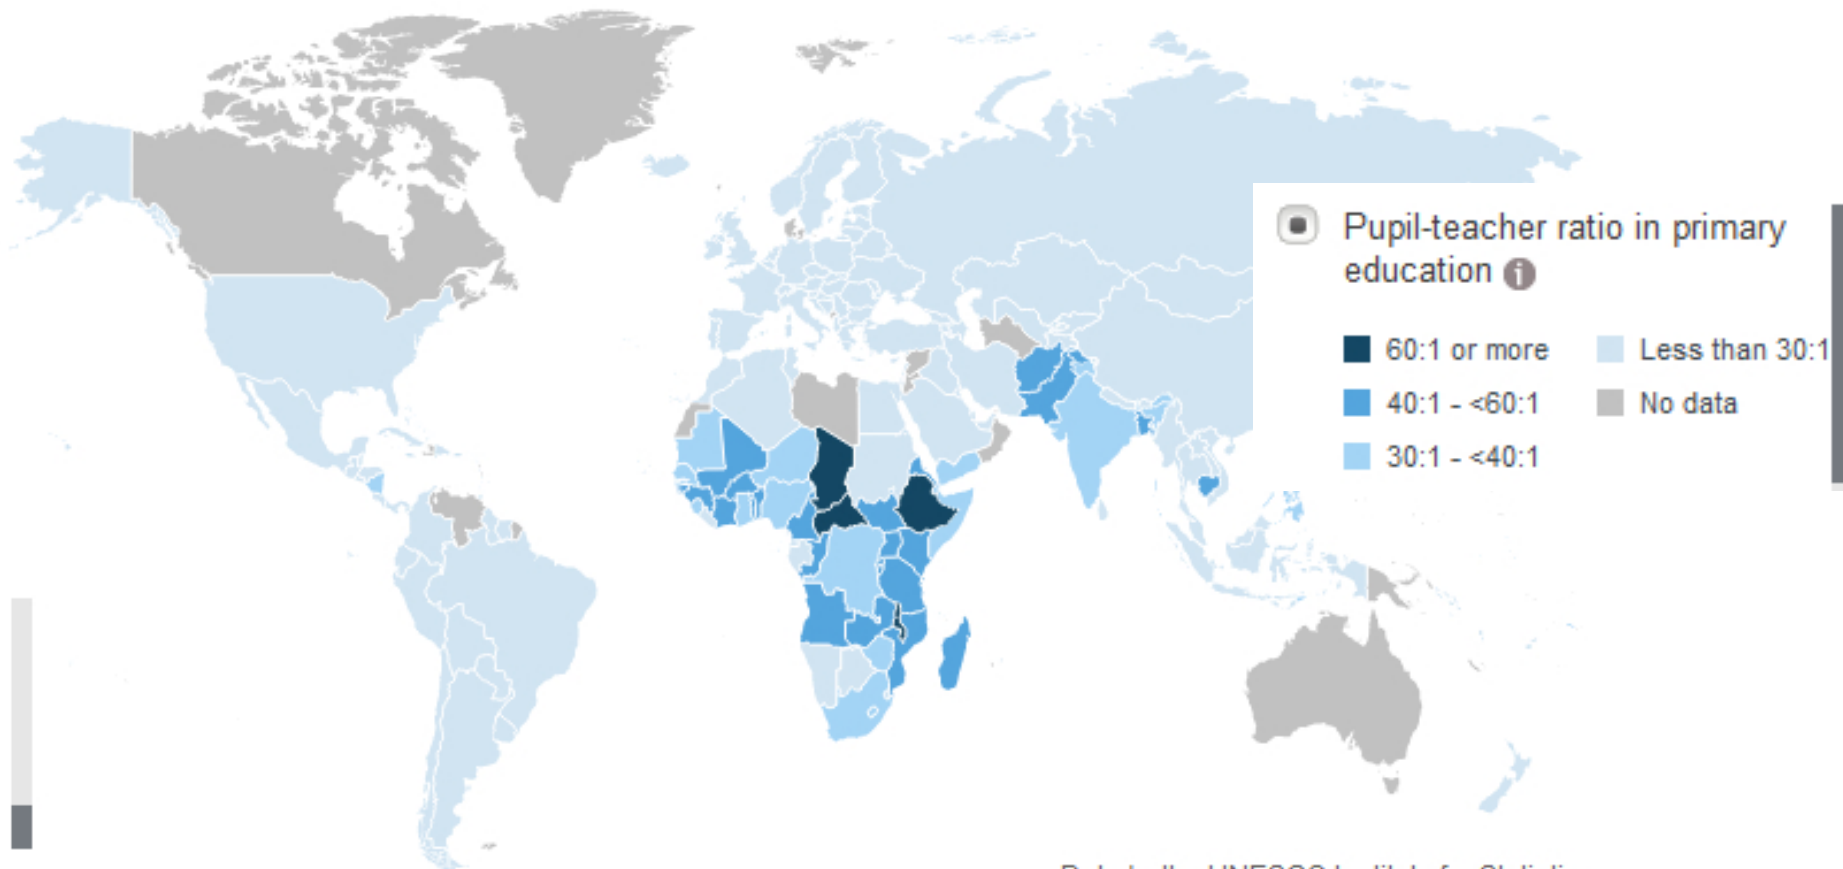 Pupil-teacher ratio in primary
education i
60:1 or more
Less than 30:1
40:1 - <60:1
No data
30:1 - <40:1